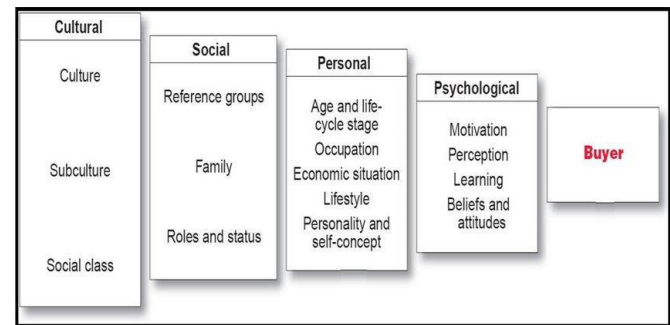 Cultural
Culture
Subculture
Social class
Social
Reference groups
Family
Roles and status
Personal
Age and life-
cycle stage
Occupation
Economic situation
Lifestyle
Personality and
self-concept
Psychological
Motivation
Perception
Learning
Beliefs and
attitudes
Buyer